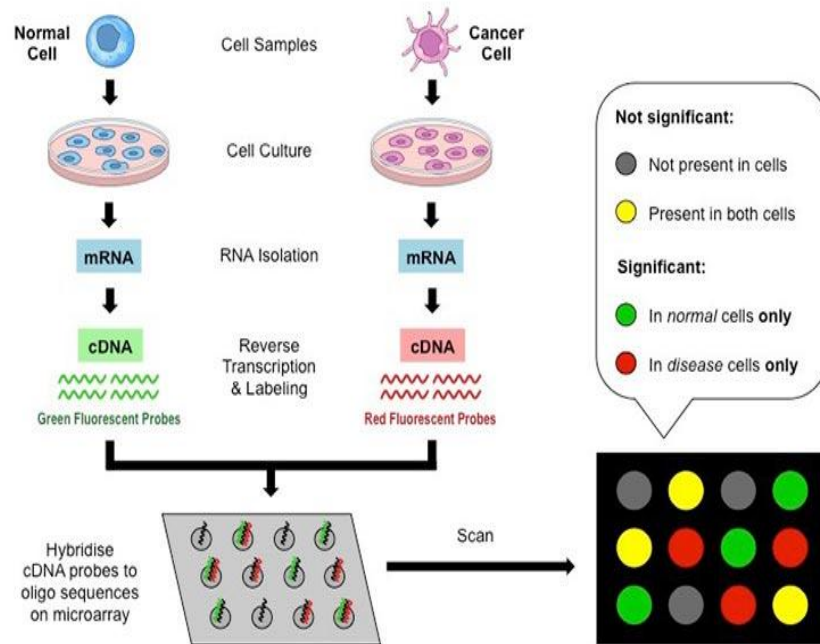 Normal
Cell
Cell Samples
Cancer
Cell
Cell Culture
mRNA
RNA Isolation
mRNA
cDNA
Reverse
Transcription
& Labeling
cDNA
Green Fluorescent Probes
Red Fluorescent Probes
Hybridise
cDNA probes to
oligo sequences
on microarray
Scan
Not significant:
Not present in cells
Present in both cells
Significant:
In normal cells only
In disease cells only